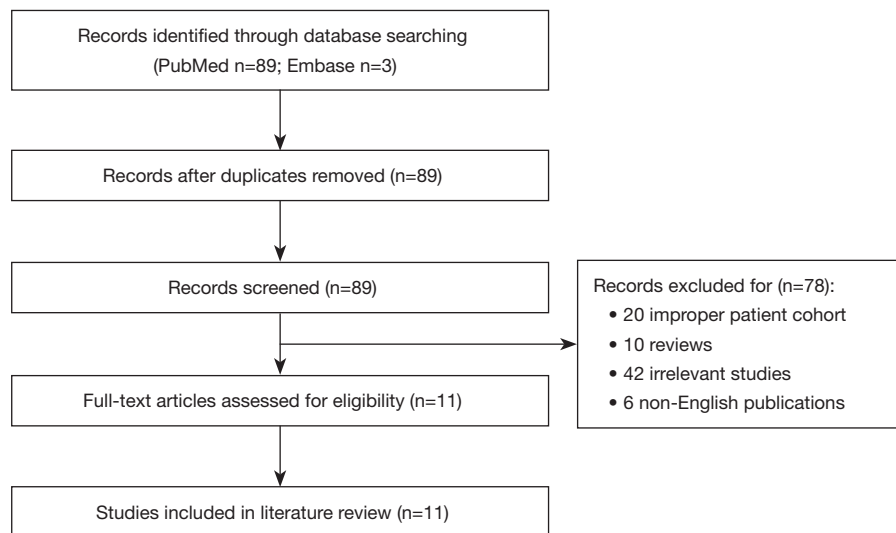 Records identified through database searching
(PubMed n=89; Embase n=3)
Records after duplicates removed (n=89)
Records screened (n=89)
Records excluded for (n=78):
• 20 improper patient cohort
• 10 reviews
• 42 irrelevant studies
• 6 non-English publications
Full-text articles assessed for eligibility (n=11)
Studies included in literature review (n=11)